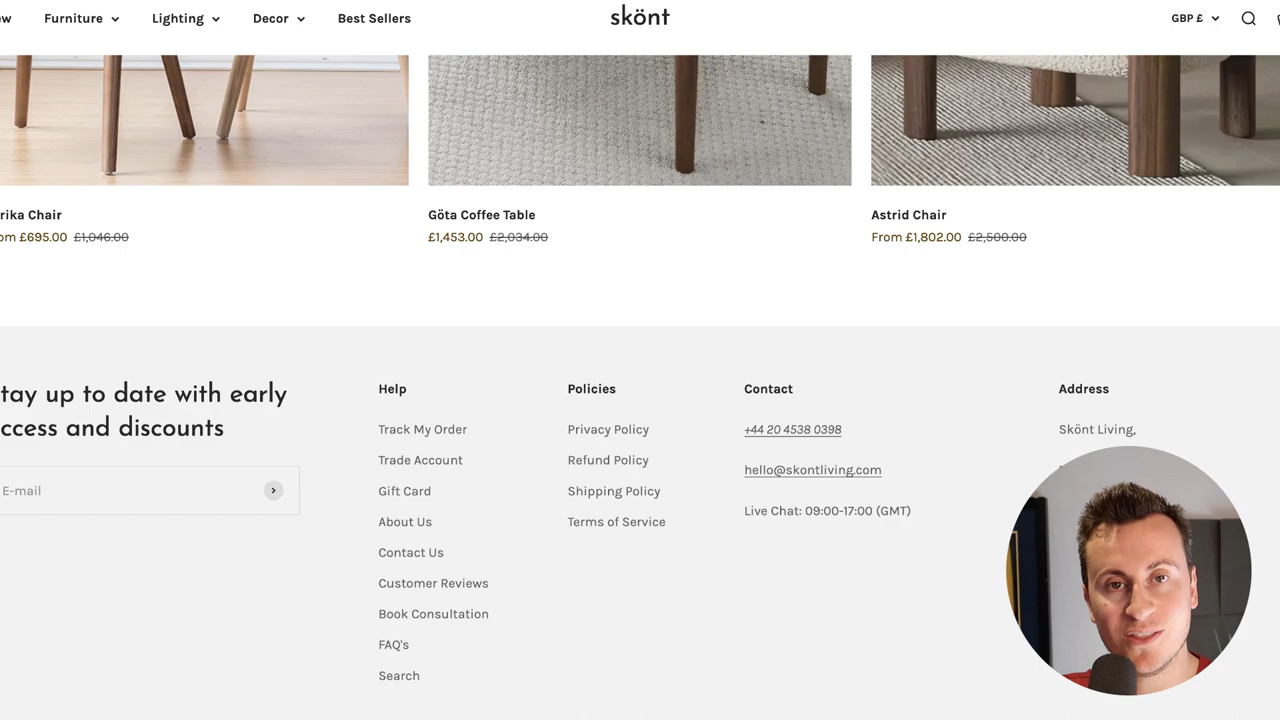 ew Furniture Lighting Decor Best Sellers skönt GBP £
rika Chair Göta Coffee Table Astrid Chair
om £695.00 £1,046.00 £1,453.00 £2,034.00 From £1,802.00 £2,500.00
tay up to date with early
ccess and discounts
E-mail
Help
Track My Order
Trade Account
Gift Card
About Us
Contact Us
Customer Reviews
Book Consultation
FAQ's
Search
Policies
Privacy Policy
Refund Policy
Shipping Policy
Terms of Service
Contact
+44 20 4538 0398
hello@skontliving.com
Live Chat: 09:00-17:00 (GMT)
Address
Skönt Living,